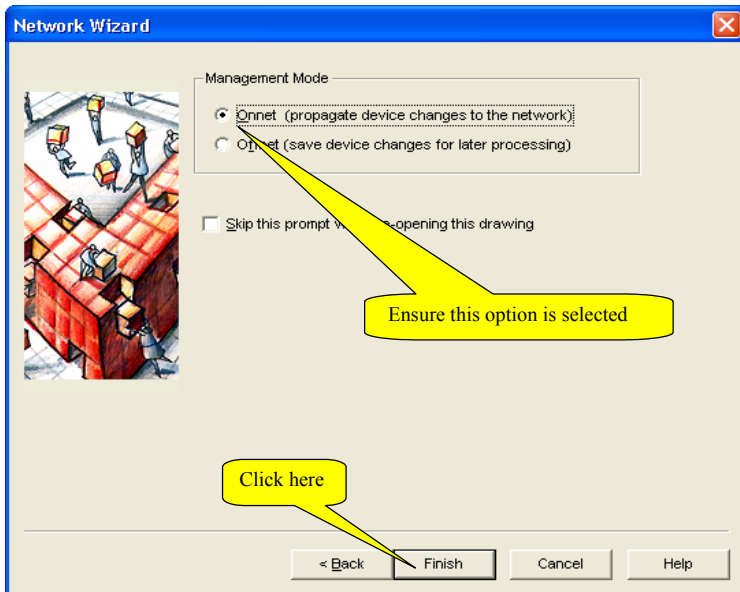 Network Wizard
Management Mode
Onnet (propagate device changes to the network)
(save device changes for later processing)
Skip this prompt opening this drawing
Ensure this option is selected
Click here
< Back Finish Cancel Help